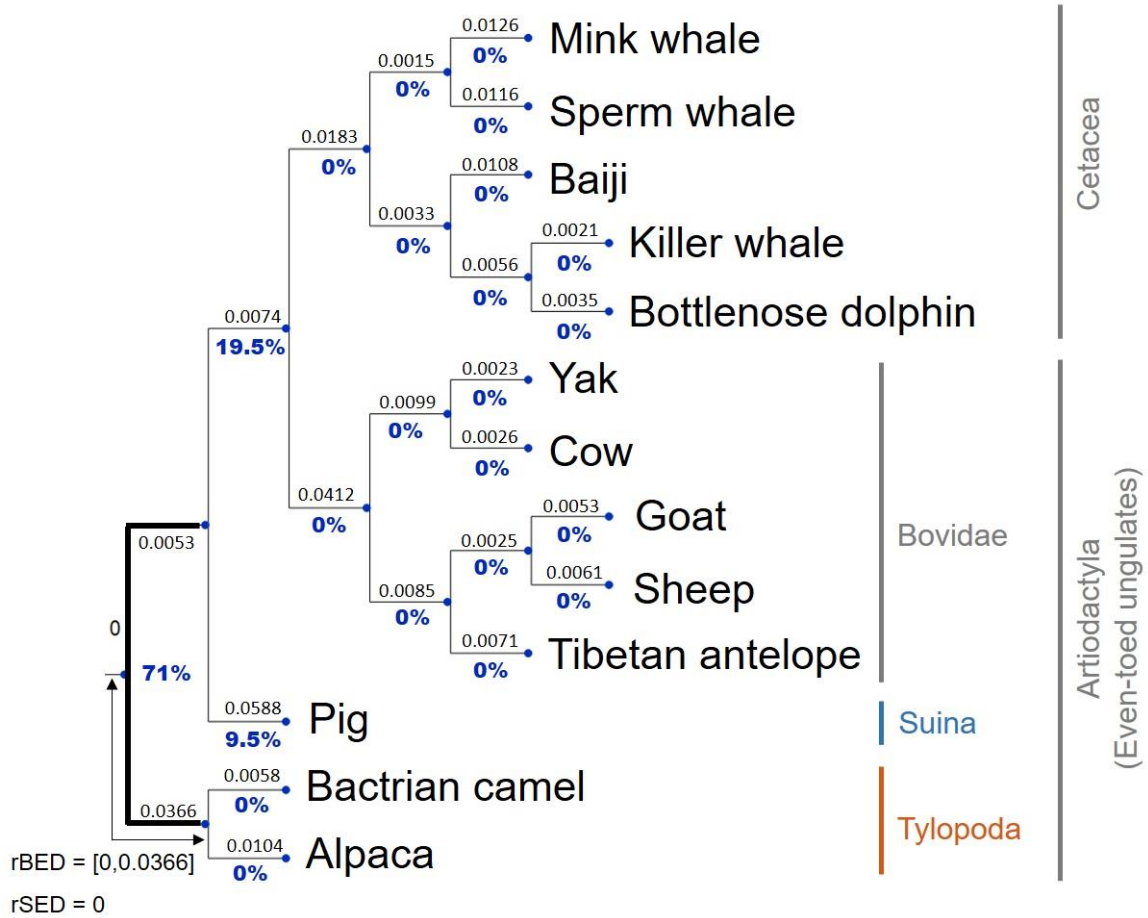 0.0126
0%
Mink whale
0.0015
0%
0.0116
0%
Sperm whale
0.0183
0%
0.0108
0%
Baiji
0.0033
0%
0.0021
0%
Killer whale
0.0056
0%
0.0035
0%
Bottlenose dolphin
Cetacea
0.0074
19.5%
0.0023
0%
Yak
0.0099
0%
0.0026
0%
Cow
0.0412
0%
0.0053
0%
Goat
0.0025
0%
0.0061
0%
Sheep
0.0085
0%
0.0071
0%
Tibetan antelope
Bovidae
Artiodactyla
(Even-toed ungulates)
0.0053
0
71%
0.0588
9.5%
Pig
Suina
0.0058
0%
Bactrian camel
0.0366
0.0104
0%
Alpaca
Tylopoda
rBED = [0,0.0366]
rSED = 0